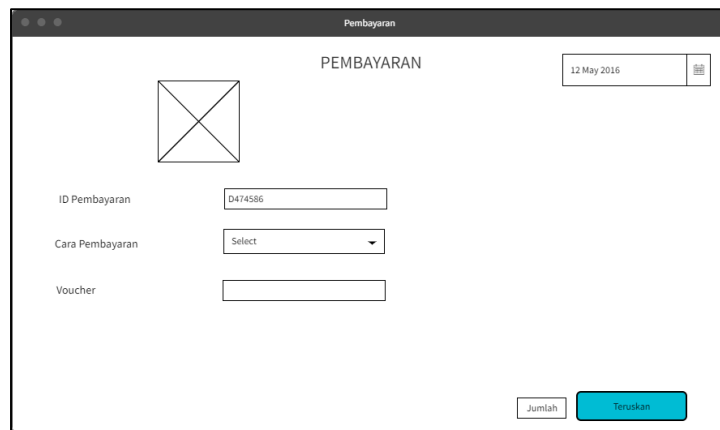 Pembayaran
PEMBAYARAN
12 May 2016
ID Pembayaran
D474586
Cara Pembayaran
Select
Voucher
Jumlah
Teruskan